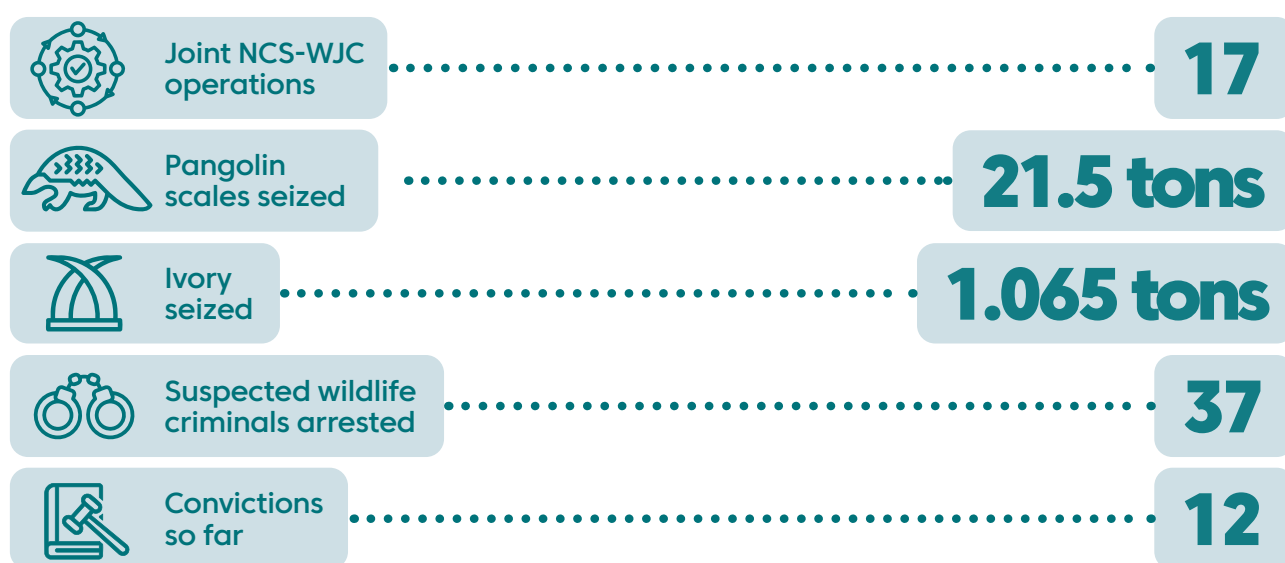 Joint NCS-WJC
operations
17
Pangolin
scales seized
21.5 tons
Ivory
seized
1.065 tons
Suspected wildlife
criminals arrested
37
Convictions
so far
12